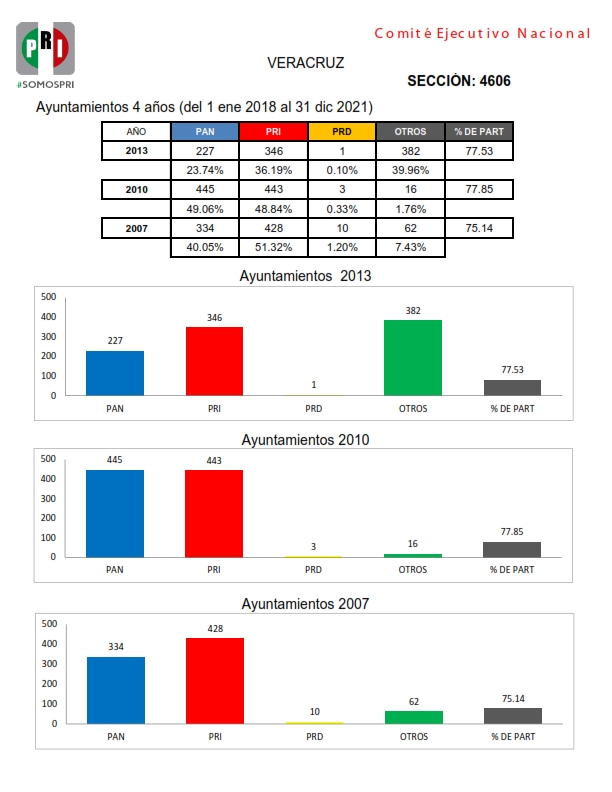 PRI
#SOMOSPRI
Comité Ejecutivo Nacional
VERACRUZ
SECCIÓN: 4606
Ayuntamientos 4 años (del 1 ene 2018 al 31 dic 2021)
AÑO PAN PRI PRD OTROS % DE PART
2013 227 346 1 382 77.53
23.74% 36.19% 0.10% 39.96%
2010 445 443 3 16 77.85
49.06% 48.84% 0.33% 1.76%
2007 334 428 10 62 75.14
40.05% 51.32% 1.20% 7.43%
Ayuntamientos 2013
500
400
300
200
100
0
227 346 1 382 77.53
PAN PRI PRD OTROS % DE PART
Ayuntamientos 2010
500
400
300
200
100
0
445 443 3 16 77.85
PAN PRI PRD OTROS % DE PART
Ayuntamientos 2007
500
400
300
200
100
0
334 428 10 62 75.14
PAN PRI PRD OTROS % DE PART